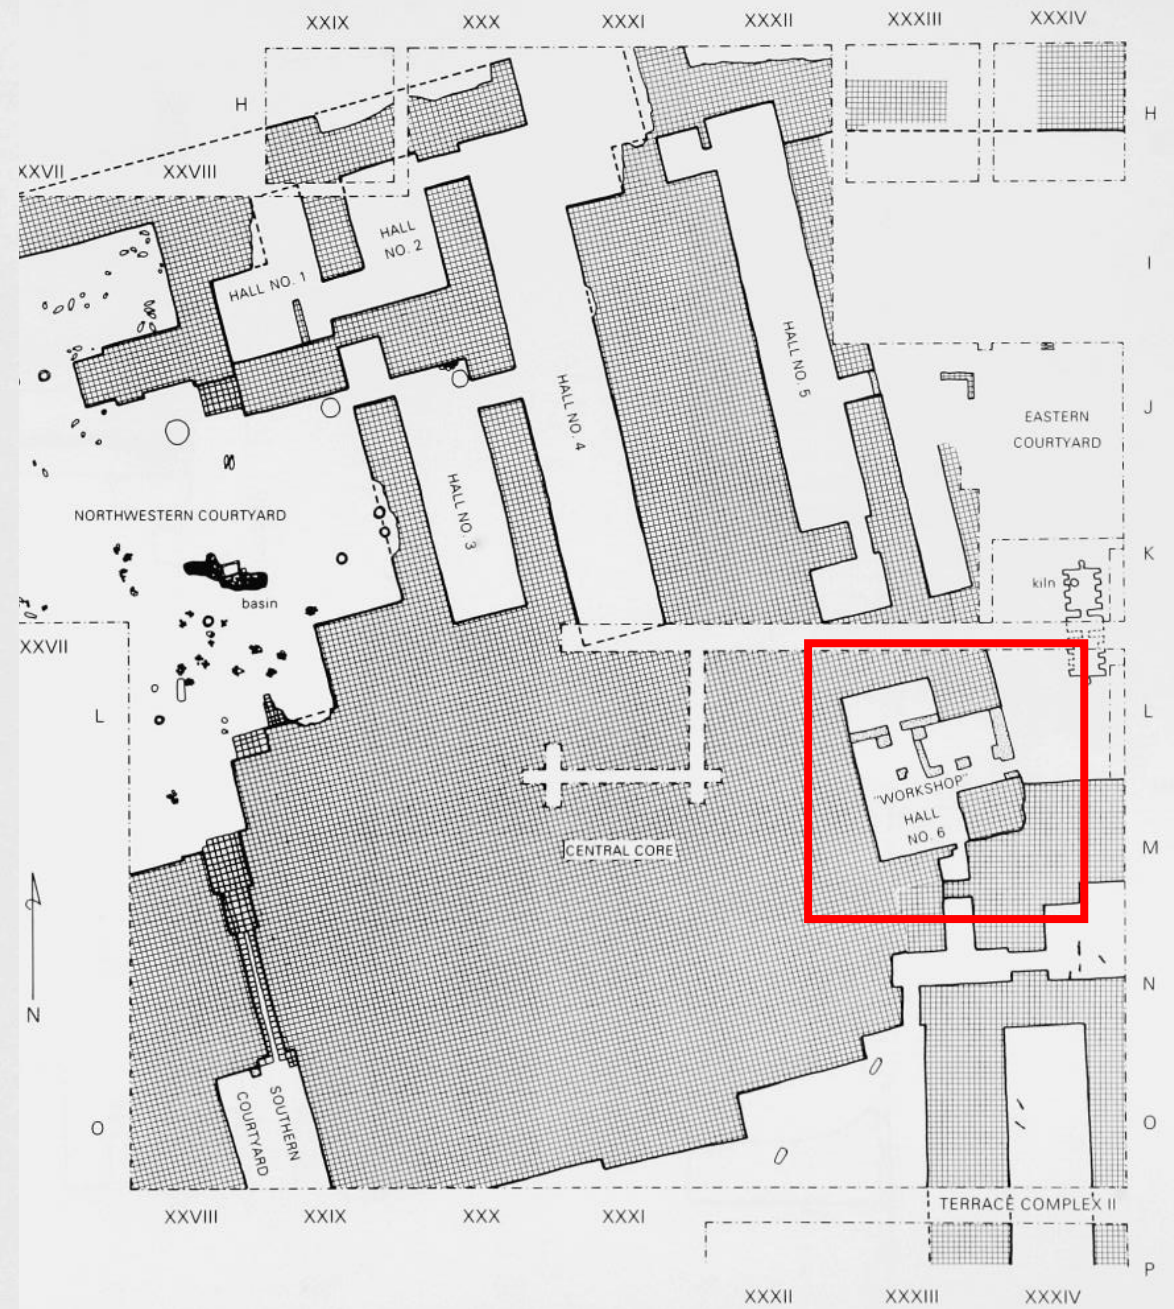 XXIX XXX XXXI XXXII XXXIII XXXIV
H H
XXVII XXVIII
HALL
NO. 2
HALL NO. 1
I
HALL NO. 5
HALL NO. 4
J
EASTERN
COURTYARD
HALL NO. 3
NORTHWESTERN COURTYARD
K
kiln
basin
XXVII
L L
"WORKSHOP"
HALL
NO. 6
CENTRAL CORE
M
N
N
SOUTHERN
COURTYARD
O O
TERRACE COMPLEX II
XXVIII XXIX XXX XXXI
P
XXXII XXXIII XXXIV